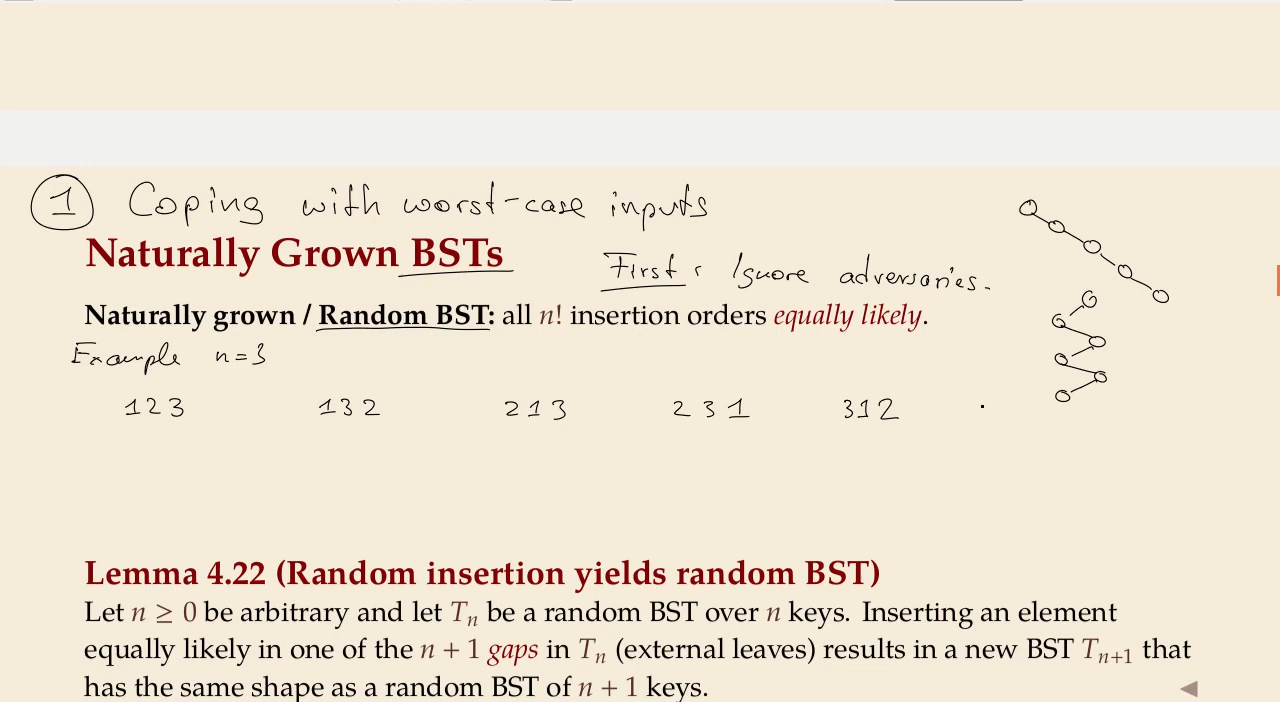 ① Coping with worst-case inputs
Naturally Grown BSTs
First: Ignore adversaries.
Naturally grown / Random BST: all n! insertion orders equally likely.
Example n=3
123 132 213 231 312
Lemma 4.22 (Random insertion yields random BST)
Let n ≥ 0 be arbitrary and let Tₙ be a random BST over n keys. Inserting an element
equally likely in one of the n + 1 gaps in Tₙ (external leaves) results in a new BST Tₙ₊₁ that
has the same shape as a random BST of n + 1 keys.